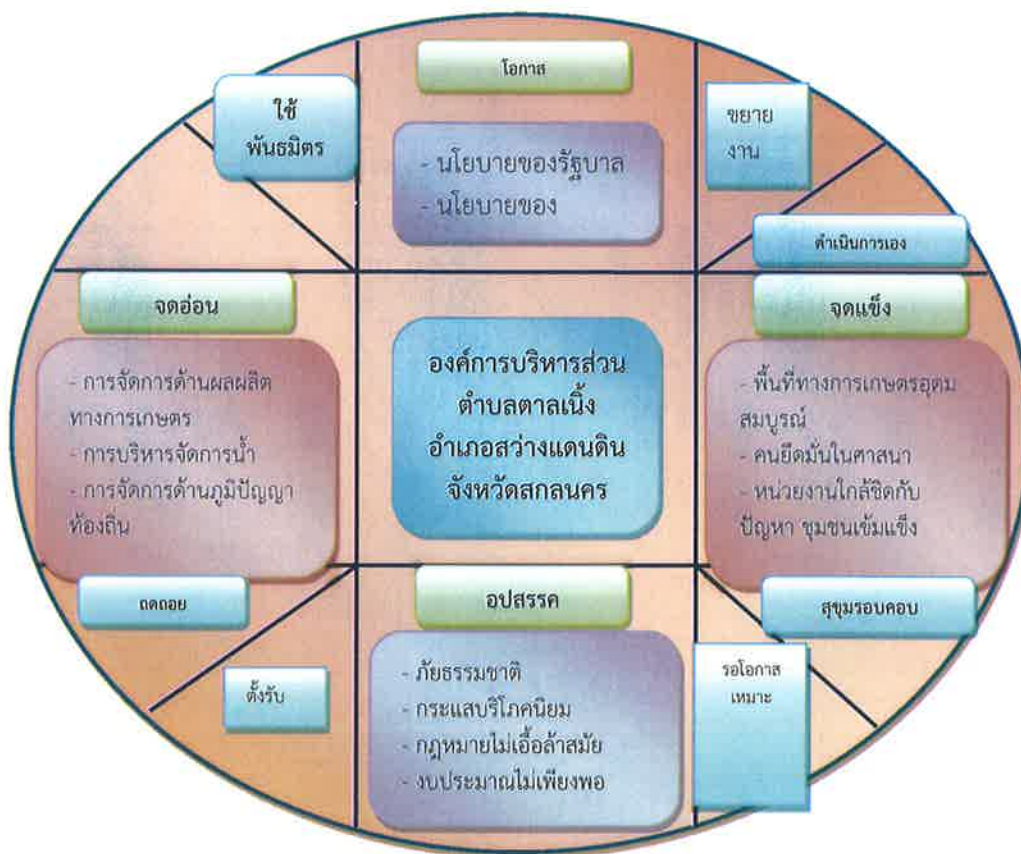 โอกาส
ใช้
พันธมิตร
ขยาย
งาน
- นโยบายของรัฐบาล
- นโยบายของ
ดำเนินการเอง
จดอ่อน
จดแข็ง
องค์การบริหารส่วน
ตำบลตาลเนิ้ง
อำเภอสว่างแดนดิน
จังหวัดสกลนคร
- การจัดการด้านผลผลิต
ทางการเกษตร
- การบริหารจัดการน้ำ
- การจัดการด้านภูมิปัญญา
ท้องถิ่น
- พื้นที่ทางการเกษตรอุดม
สมบูรณ์
- คนยึดมั่นในศาสนา
- หน่วยงานใกล้ชิดกับ
ปัญหา ชุมชนเข้มแข็ง
ถดถอย
อปสรรค
สุขุมรอบคอบ
ตั้งรับ
- ภัยธรรมชาติ
- กระแสบริโภคนิยม
- กฎหมายไม่เอื้อล้าสมัย
- งบประมาณไม่เพียงพอ
รอโอกาส
เหมาะ